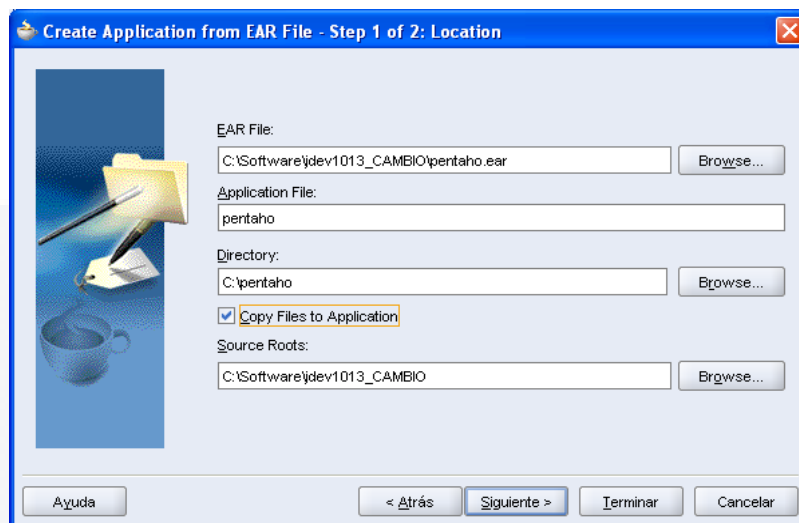 Create Application from EAR File - Step 1 of 2: Location
EAR File:
C:\Software\jdev1013_CAMBIO\pentaho.ear
Browse...
Application File:
pentaho
Directory:
C:\pentaho
Browse...
Copy Files to Application
Source Roots:
C:\Software\jdev1013_CAMBIO
Browse...
Ayuda
< Atrás
Siguiente >
Terminar
Cancelar